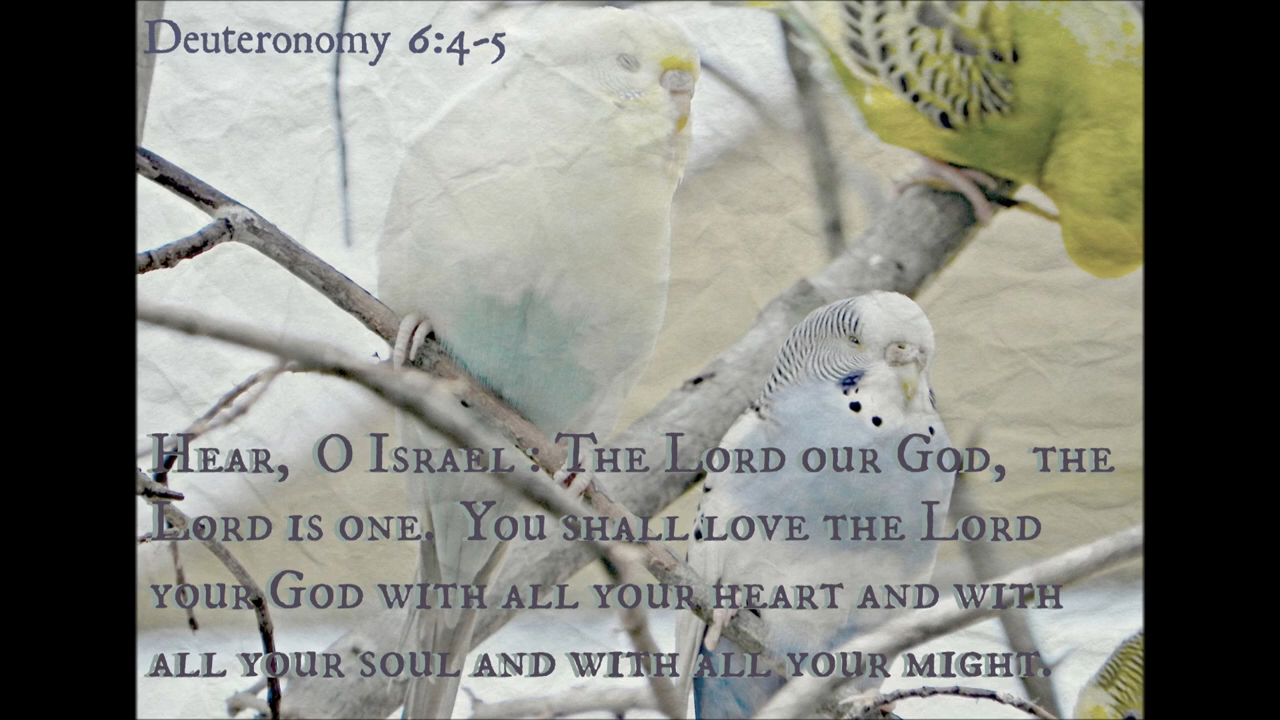 Deuteronomy 6:4-5
Hear, O Israel : The Lord our God, the
Lord is one. You shall love the Lord
your God with all your heart and with
all your soul and with all your might.